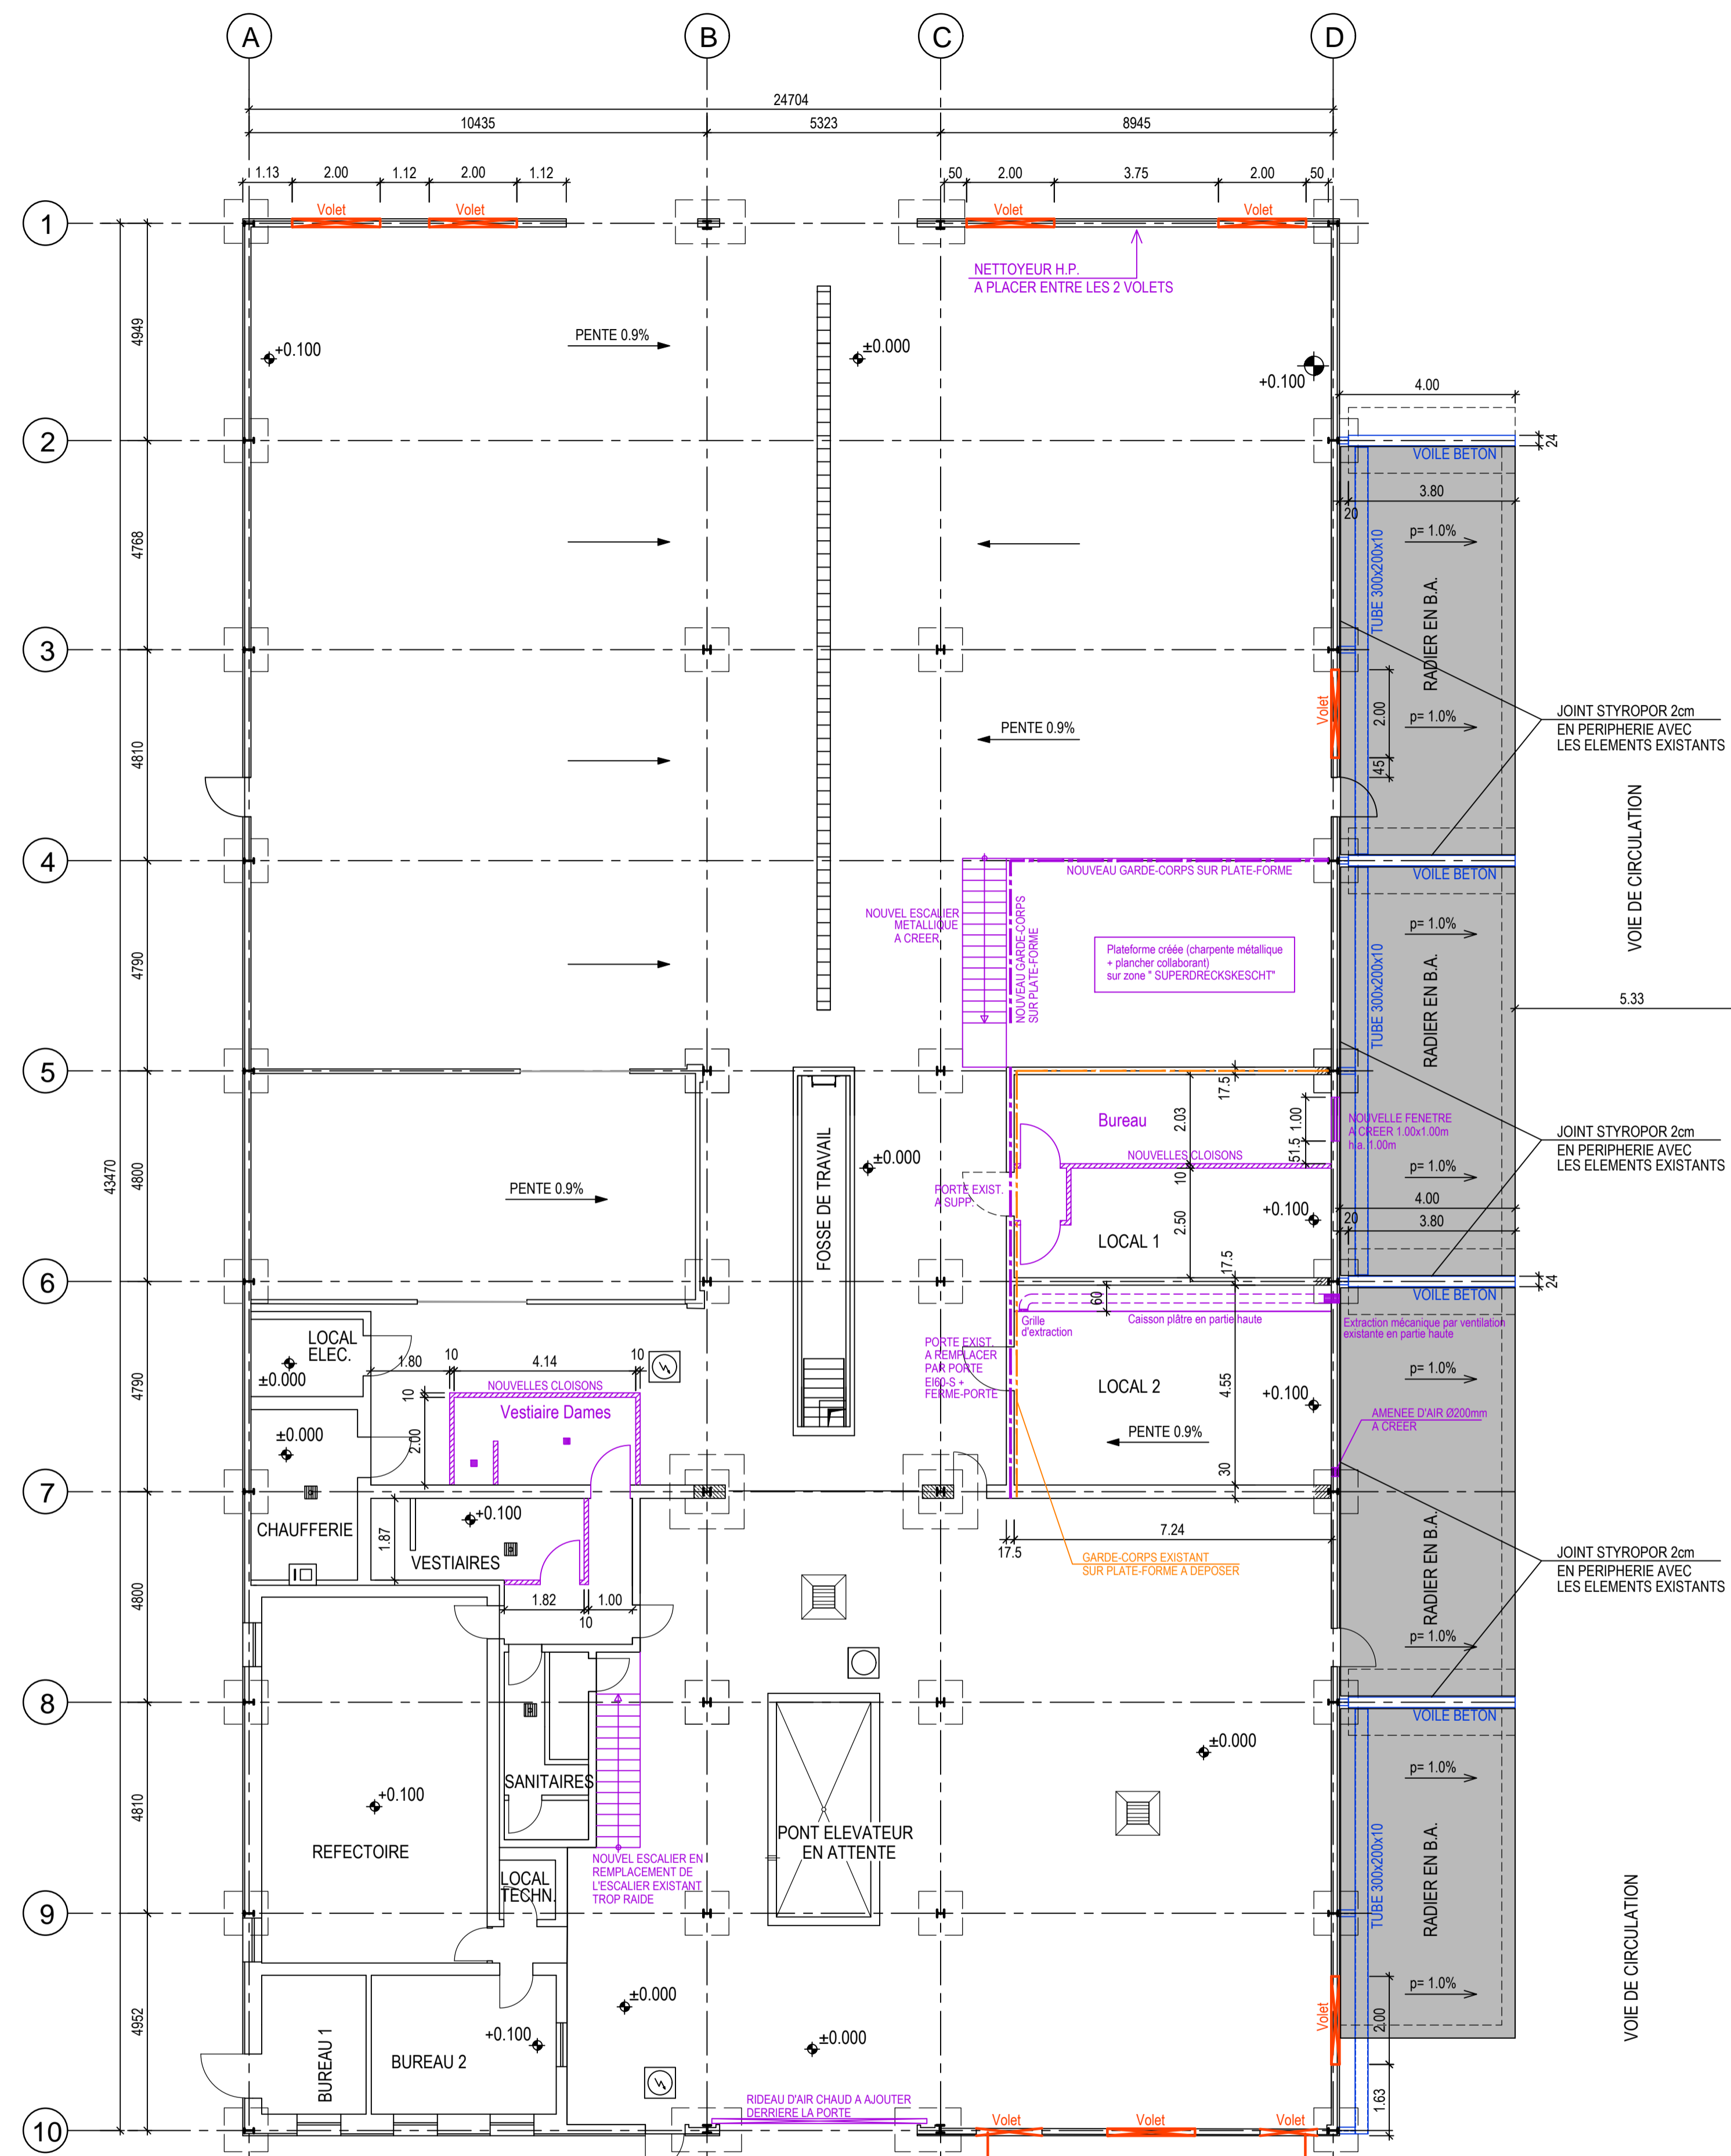 A
B
C
D
24704
10435
5323
8945
1.13
2.00
1.12
2.00
1.12
50
2.00
3.75
2.00
50
1
Volet
Volet
Volet
Volet
NETTOYEUR H.P.
A PLACER ENTRE LES 2 VOLETS
4949
PENTE 0.9%
+0.100
±0.000
+0.100
4.00
2
24
VOILE BETON
3.80
20
p= 1.0%
4768
TUBE 300x200x10
RADIER EN B.A.
3
Volet
2.00
p= 1.0%
JOINT STYROPOR 2cm
EN PERIPHERIE AVEC
LES ELEMENTS EXISTANTS
PENTE 0.9%
45
4810
VOIE DE CIRCULATION
4
NOUVEAU GARDE-CORPS SUR PLATE-FORME
VOILE BETON
NOUVEL ESCALIER
METALLIQUE
A CREER
NOUVEAU GARDE-CORPS
SUR PLATE-FORME
Plateforme créée (charpente métallique
+ plancher collaborant)
sur zone " SUPERDRECKSKESCHT"
p= 1.0%
4790
TUBE 300x200x10
RADIER EN B.A.
5.33
5
17.5
43470
4800
FOSSE DE TRAVAIL
Bureau
2.03
1.00
51.5
NOUVELLE FENETRE
A CREER 1.00x1.00m
h.a. 1.00m
JOINT STYROPOR 2cm
EN PERIPHERIE AVEC
LES ELEMENTS EXISTANTS
±0.000
NOUVELLES CLOISONS
10
p= 1.0%
PENTE 0.9%
PORTE EXIST.
A SUPP.
4.00
+0.100
20
3.80
2.50
LOCAL 1
17.5
6
24
VOILE BETON
60
Grille
d'extraction
Caisson plâtre en partie haute
Extraction mécanique par ventilation
existante en partie haute
LOCAL
ELEC.
1.80
10
4.14
10
PORTE EXIST.
A REMPLACER
PAR PORTE
EI60-S +
FERME-PORTE
±0.000
NOUVELLES CLOISONS
10
Vestiaire Dames
4790
2.00
LOCAL 2
4.55
+0.100
p= 1.0%
AMENEE D'AIR Ø200mm
A CREER
±0.000
PENTE 0.9%
30
7
CHAUFFERIE
+0.100
1.87
VESTIAIRES
7.24
17.5
GARDE-CORPS EXISTANT
SUR PLATE-FORME A DEPOSER
RADIER EN B.A.
JOINT STYROPOR 2cm
EN PERIPHERIE AVEC
LES ELEMENTS EXISTANTS
4800
1.82
10
1.00
p= 1.0%
8
VOILE BETON
±0.000
SANITAIRES
p= 1.0%
+0.100
4810
PONT ELEVATEUR
EN ATTENTE
REFECTOIRE
NOUVEL ESCALIER EN
REMPLACEMENT DE
L'ESCALIER EXISTANT
TROP RAIDE
LOCAL
TECHN.
TUBE 300x200x10
RADIER EN B.A.
9
VOIE DE CIRCULATION
p= 1.0%
±0.000
4952
+0.100
±0.000
Volet
2.00
BUREAU 1
BUREAU 2
RIDEAU D'AIR CHAUD A AJOUTER
DERRIERE LA PORTE
1.63
10
Volet
Volet
Volet